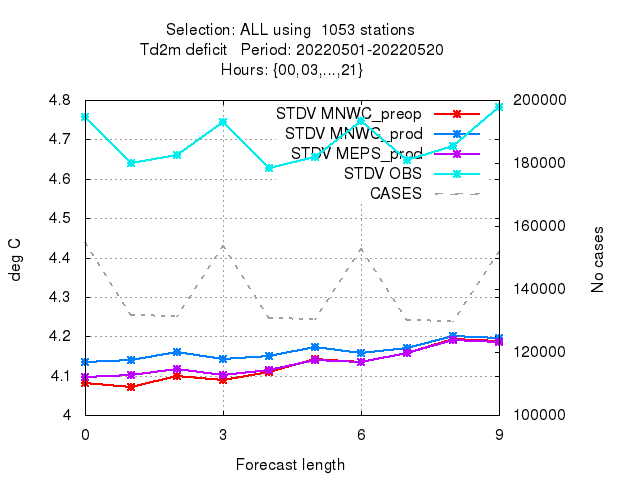 Selection: ALL using  1053 stations
Td2m deficit   Period: 20220501-20220520
Hours: {00,03,...,21}
4.8
4.7
4.6
4.5
4.4
4.3
4.2
4.1
4
deg C
STDV MNWC_preop
STDV MNWC_prod
STDV MEPS_prod
STDV OBS
CASES
200000
180000
160000
140000
120000
100000
No cases
0
3
6
9
Forecast length